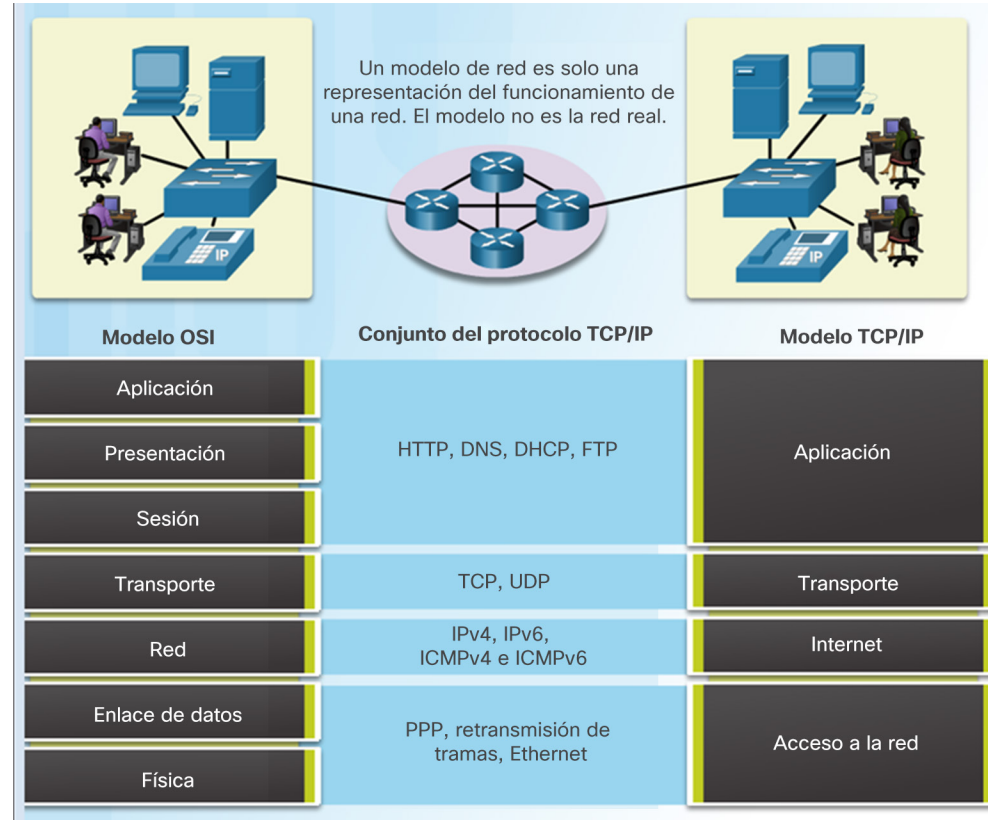 Un modelo de red es solo una
representación del funcionamiento de
una red. El modelo no es la red real.
IP
IP
Modelo OSI
Conjunto del protocolo TCP/IP
Modelo TCP/IP
Aplicación
Presentación
Sesión
HTTP, DNS, DHCP, FTP
Aplicación
Transporte
TCP, UDP
Transporte
Red
IPv4, IPv6,
ICMPv4 e ICMPv6
Internet
Enlace de datos
Física
PPP, retransmisión de
tramas, Ethernet
Acceso a la red